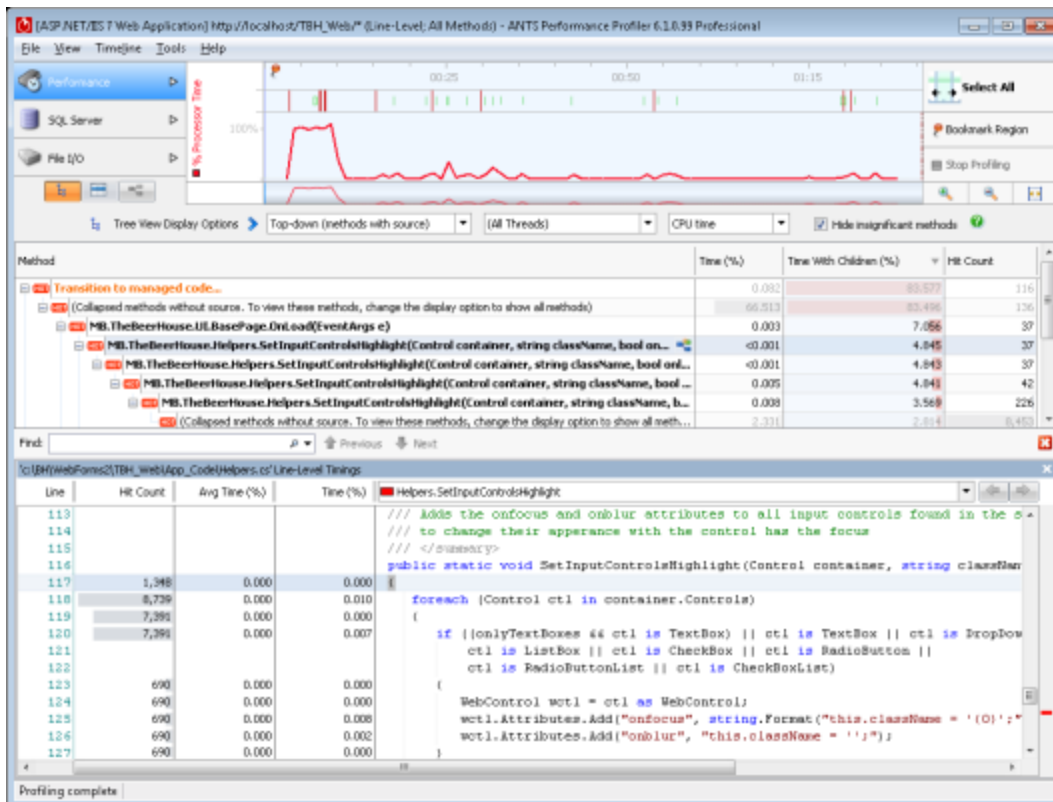 [ASP.NET/IIS 7 Web Application] http://localhost/TBH_Web/* (Line-Level; All Methods) - ANTS Performance Profiler 6.1.0.99 Professional
File View Timeline Tools Help
Performance
SQL Server
File I/O
% Processor Time
100%
00:25 00:50 01:15
Select All
Bookmark Region
Stop Profiling
Tree View Display Options Top-down (methods with source) (All Threads) CPU time Hide insignificant methods
Method Time (%) Time With Children (%) Hit Count
Transition to managed code... 0.082 83.577 116
(Collapsed methods without source. To view these methods, change the display option to show all methods) 66.513 83.496 136
MB.TheBeerHouse.UI.BasePage.OnLoad(EventArgs e) 0.003 7.056 37
MB.TheBeerHouse.Helpers.SetInputControlsHighlight(Control container, string className, bool on... <0.001 4.845 37
MB.TheBeerHouse.Helpers.SetInputControlsHighlight(Control container, string className, bool onl... <0.001 4.843 37
MB.TheBeerHouse.Helpers.SetInputControlsHighlight(Control container, string className, bool ... 0.005 4.841 42
MB.TheBeerHouse.Helpers.SetInputControlsHighlight(Control container, string className, b... 0.008 3.569 226
(Collapsed methods without source. To view these methods, change the display option to show all meth... 2.331 2.814 8,453
Find: Previous Next
'c:\BH\WebForms2\TBH_Web\App_Code\Helpers.cs' Line-Level Timings
Line Hit Count Avg Time (%) Time (%) Helpers.SetInputControlsHighlight
113 /// Adds the onfocus and onblur attributes to all input controls found in the s
114 /// to change their apperance with the control has the focus
115 /// </summary>
116 public static void SetInputControlsHighlight(Control container, string classNam
117 1,348 0.000 0.000 {
118 8,739 0.000 0.010 foreach (Control ctl in container.Controls)
119 7,391 0.000 0.000 {
120 7,391 0.000 0.007 if ((onlyTextBoxes && ctl is TextBox) || ctl is TextBox || ctl is DropDow
121 ctl is ListBox || ctl is CheckBox || ctl is RadioButton ||
122 ctl is RadioButtonList || ctl is CheckBoxList)
123 690 0.000 0.000 {
124 690 0.000 0.000 WebControl wctl = ctl as WebControl;
125 690 0.000 0.008 wctl.Attributes.Add("onfocus", string.Format("this.className = '{0}';"
126 690 0.000 0.002 wctl.Attributes.Add("onblur", "this.className = '';");
127 690 0.000 0.000 }
Profiling complete